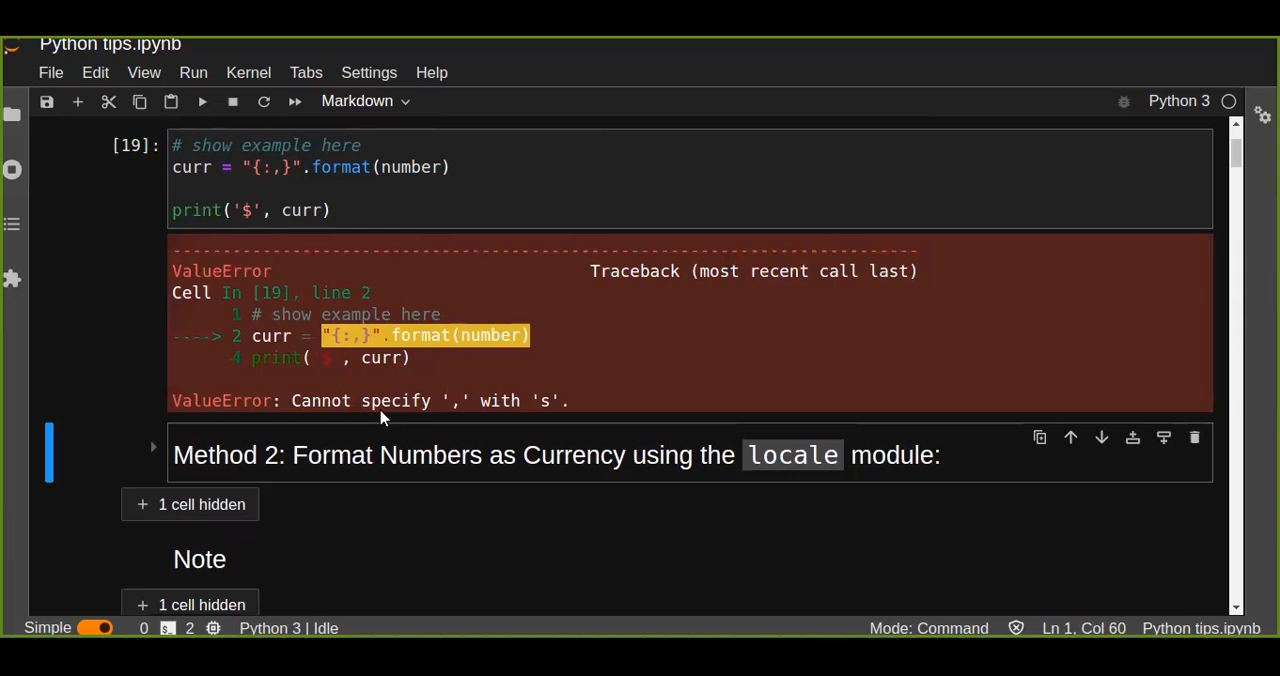 Python tips.ipynb
File Edit View Run Kernel Tabs Settings Help
Markdown Python 3
[19]: # show example here
curr = "{:,}".format(number)
print('$', curr)
---------------------------------------------------------------------------
ValueError Traceback (most recent call last)
Cell In [19], line 2
1 # show example here
----> 2 curr = "{:,}".format(number)
4 print('$', curr)
ValueError: Cannot specify ',' with 's'.
Method 2: Format Numbers as Currency using the locale module:
+ 1 cell hidden
Note
+ 1 cell hidden
Simple 0 $_ 2 Python 3 | Idle Mode: Command Ln 1, Col 60 Python tips.ipynb